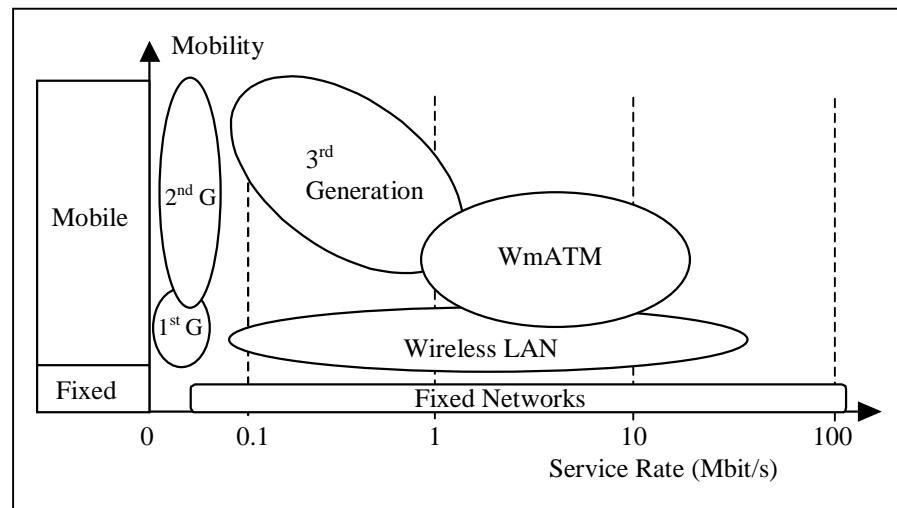 Mobility
3rd
Generation
2nd G
Mobile
WmATM
1st G
Wireless LAN
Fixed
Fixed Networks
0 0.1 1 10 100
Service Rate (Mbit/s)